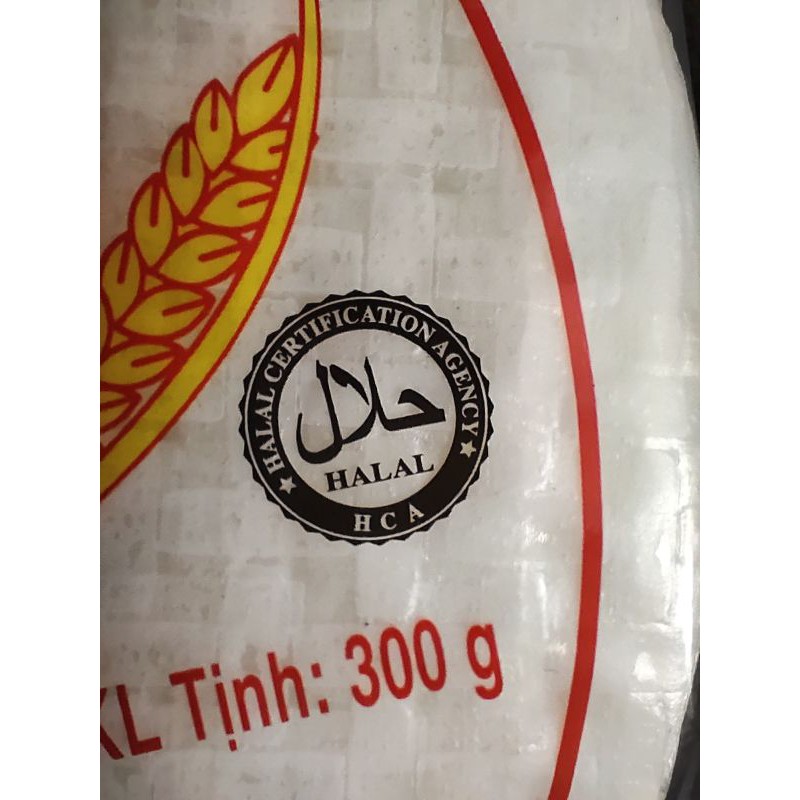 ★ HALAL CERTIFICATION AGENCY ★
حلال
HALAL
HCA
KL Tịnh: 300 g